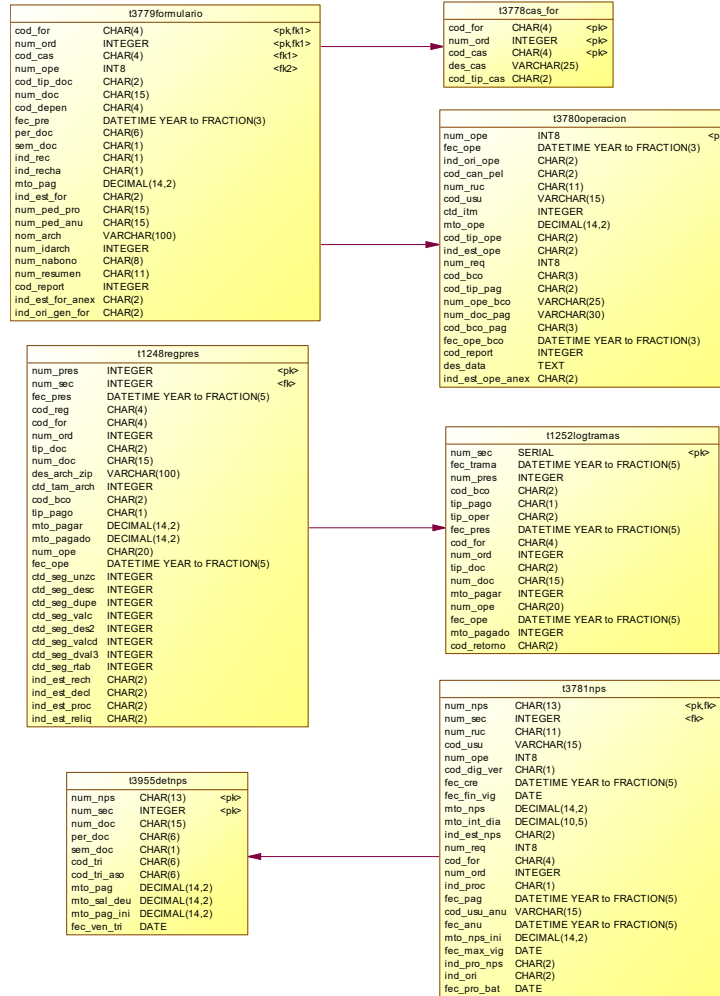 t3779formulario
cod_for CHAR(4) <pk,fk1>
num_ord INTEGER <pk,fk1>
cod_cas CHAR(4) <fk1>
num_ope INT8 <fk2>
cod_tip_doc CHAR(2)
num_doc CHAR(15)
cod_depen CHAR(4)
fec_pre DATETIME YEAR to FRACTION(3)
per_doc CHAR(6)
sem_doc CHAR(1)
ind_rec CHAR(1)
ind_recha CHAR(1)
mto_pag DECIMAL(14,2)
ind_est_for CHAR(2)
num_ped_pro CHAR(15)
num_ped_anu CHAR(15)
nom_arch VARCHAR(100)
num_idarch INTEGER
num_nabono CHAR(8)
num_resumen CHAR(11)
cod_report INTEGER
ind_est_for_anex CHAR(2)
ind_ori_gen_for CHAR(2)
t3778cas_for
cod_for CHAR(4) <pk>
num_ord INTEGER <pk>
cod_cas CHAR(4) <pk>
des_cas VARCHAR(25)
cod_tip_cas CHAR(2)
t3780operacion
num_ope INT8 <p
fec_ope DATETIME YEAR to FRACTION(3)
ind_ori_ope CHAR(2)
cod_can_pel CHAR(2)
num_ruc CHAR(11)
cod_usu VARCHAR(15)
ctd_itm INTEGER
mto_ope DECIMAL(14,2)
cod_tip_ope CHAR(2)
ind_est_ope CHAR(2)
num_req INT8
cod_bco CHAR(3)
cod_tip_pag CHAR(2)
num_ope_bco VARCHAR(25)
num_doc_pag VARCHAR(30)
cod_bco_pag CHAR(3)
fec_ope_bco DATETIME YEAR to FRACTION(3)
cod_report INTEGER
des_data TEXT
ind_est_ope_anex CHAR(2)
t1248regpres
num_pres INTEGER <pk>
num_sec INTEGER <fk>
fec_pres DATETIME YEAR to FRACTION(5)
cod_reg CHAR(4)
cod_for CHAR(4)
num_ord INTEGER
tip_doc CHAR(2)
num_doc CHAR(15)
des_arch_zip VARCHAR(100)
ctd_tam_arch INTEGER
cod_bco CHAR(2)
tip_pago CHAR(1)
mto_pagar DECIMAL(14,2)
mto_pagado DECIMAL(14,2)
num_ope CHAR(20)
fec_ope DATETIME YEAR to FRACTION(5)
ctd_seg_unzc INTEGER
ctd_seg_desc INTEGER
ctd_seg_dupe INTEGER
ctd_seg_valc INTEGER
ctd_seg_des2 INTEGER
ctd_seg_valcd INTEGER
ctd_seg_dval3 INTEGER
ctd_seg_rtab INTEGER
ind_est_rech CHAR(2)
ind_est_decl CHAR(2)
ind_est_proc CHAR(2)
ind_est_reliq CHAR(2)
t1252logtramas
num_sec SERIAL <pk>
fec_trama DATETIME YEAR to FRACTION(5)
num_pres INTEGER
cod_bco CHAR(2)
tip_pago CHAR(1)
tip_oper CHAR(2)
fec_pres DATETIME YEAR to FRACTION(5)
cod_for CHAR(4)
num_ord INTEGER
tip_doc CHAR(2)
num_doc CHAR(15)
mto_pagar INTEGER
num_ope CHAR(20)
fec_ope DATETIME YEAR to FRACTION(5)
mto_pagado INTEGER
cod_retorno CHAR(2)
t3955detnps
num_nps CHAR(13) <pk>
num_sec INTEGER <pk>
num_doc CHAR(15)
per_doc CHAR(6)
sem_doc CHAR(1)
cod_tri CHAR(6)
cod_tri_aso CHAR(6)
mto_pag DECIMAL(14,2)
mto_sal_deu DECIMAL(14,2)
mto_pag_ini DECIMAL(14,2)
fec_ven_tri DATE
t3781nps
num_nps CHAR(13) <pk,fk>
num_sec INTEGER <fk>
num_ruc CHAR(11)
cod_usu VARCHAR(15)
num_ope INT8
cod_dig_ver CHAR(1)
fec_cre DATETIME YEAR to FRACTION(5)
fec_fin_vig DATE
mto_nps DECIMAL(14,2)
mto_int_dia DECIMAL(10,5)
ind_est_nps CHAR(2)
num_req INT8
cod_for CHAR(4)
num_ord INTEGER
ind_proc CHAR(1)
fec_pag DATETIME YEAR to FRACTION(5)
cod_usu_anu VARCHAR(15)
fec_anu DATETIME YEAR to FRACTION(5)
mto_nps_ini DECIMAL(14,2)
fec_max_vig DATE
ind_pro_nps CHAR(2)
ind_ori CHAR(2)
fec_pro_bat DATE